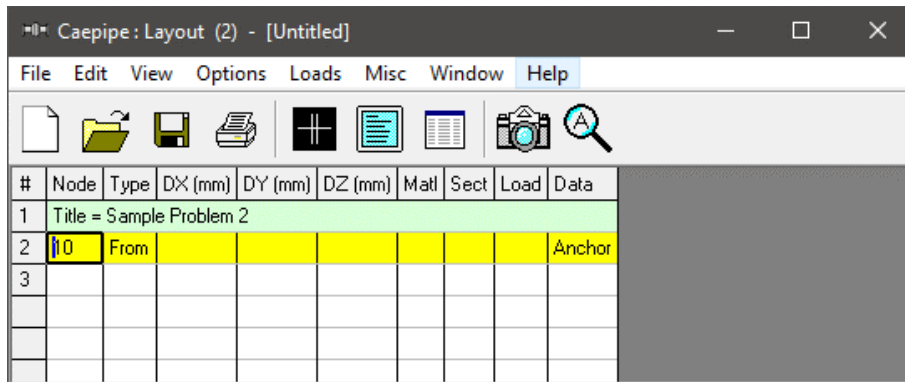 Caepipe : Layout (2) - [Untitled]
File Edit View Options Loads Misc Window Help
# Node Type DX (mm) DY (mm) DZ (mm) Matl Sect Load Data
1 Title = Sample Problem 2
2 10 From Anchor
3